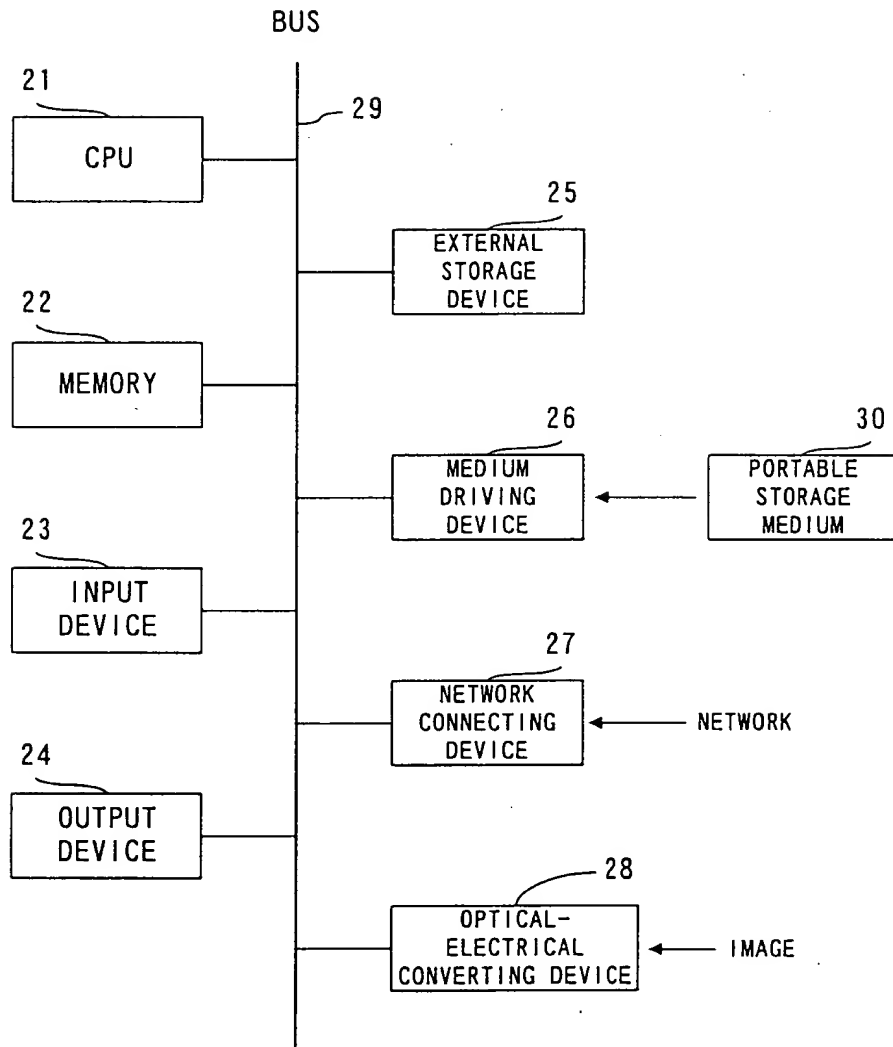 BUS
21
CPU
29
25
EXTERNAL
STORAGE
DEVICE
22
MEMORY
26
MEDIUM
DRIVING
DEVICE
30
PORTABLE
STORAGE
MEDIUM
23
INPUT
DEVICE
27
NETWORK
CONNECTING
DEVICE
NETWORK
24
OUTPUT
DEVICE
28
OPTICAL-
ELECTRICAL
CONVERTING DEVICE
IMAGE